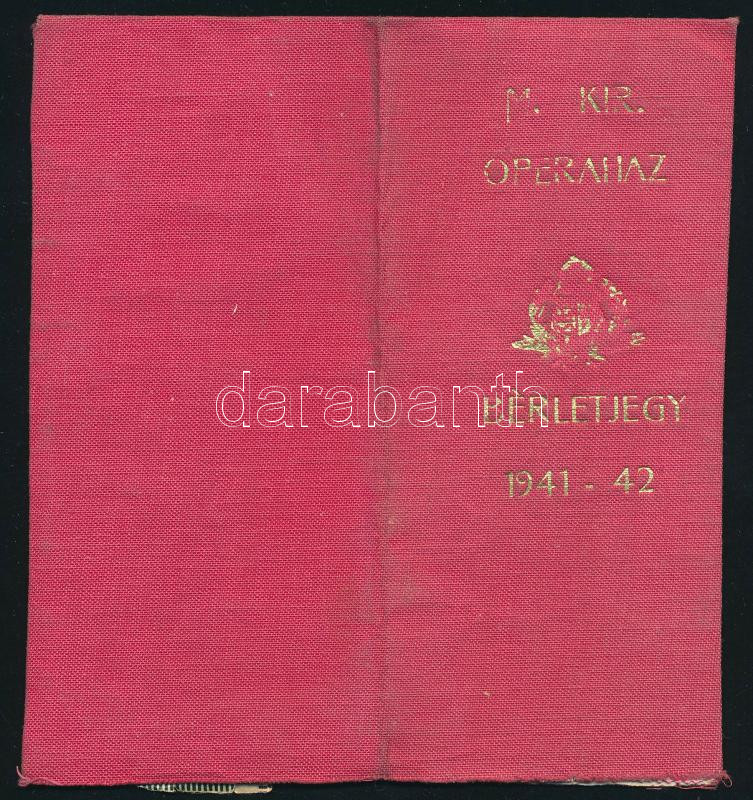 M. KIR.
OPERAHAZ
darabanth
BÉRLETJEGY
1941 - 42